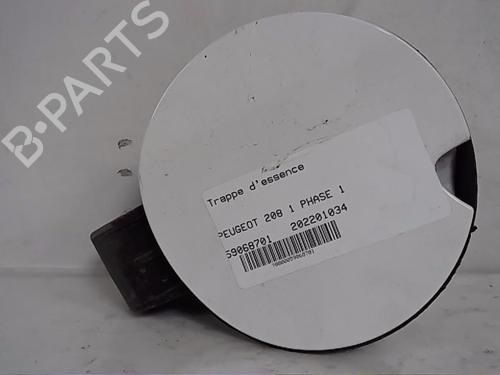 B-PARTS
Trappe d'essence
PEUGEOT 208 1 PHASE 1
59068701 202201034